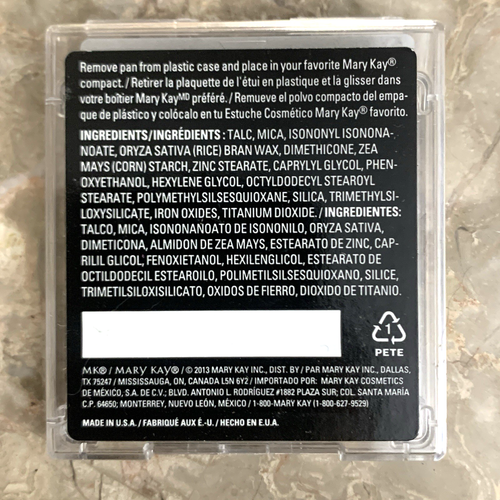 Remove pan from plastic case and place in your favorite Mary Kay®
compact. / Retirer la plaquette de l'étui en plastique et la glisser dans
votre boîtier Mary Kayᴹᴰ préféré. / Remueve el polvo compacto del empa-
que de plástico y colócalo en tu Estuche Cosmético Mary Kay® favorito.
INGREDIENTS/INGRÉDIENTS: TALC, MICA, ISONONYL ISONONA-
NOATE, ORYZA SATIVA (RICE) BRAN WAX, DIMETHICONE, ZEA
MAYS (CORN) STARCH, ZINC STEARATE, CAPRYLYL GLYCOL, PHEN-
OXYETHANOL, HEXYLENE GLYCOL, OCTYLDODECYL STEAROYL
STEARATE, POLYMETHYLSILSESQUIOXANE, SILICA, TRIMETHYLSI-
LOXYSILICATE, IRON OXIDES, TITANIUM DIOXIDE. / INGREDIENTES:
TALCO, MICA, ISONONAÑOATO DE ISONONILO, ORYZA SATIVA,
DIMETICONA, ALMIDON DE ZEA MAYS, ESTEARATO DE ZINC, CAP-
RILIL GLICOL, FENOXIETANOL, HEXILENGLICOL, ESTEARATO DE
OCTILDODECIL ESTEAROILO, POLIMETILSILSESQUIOXANO, SILICE,
TRIMETILSILOXISILICATO, OXIDOS DE FIERRO, DIOXIDO DE TITANIO.
1
PETE
MK® / MARY KAY® / © 2013 MARY KAY INC., DIST. BY / PAR MARY KAY INC., DALLAS,
TX 75247 / MISSISSAUGA, ON, CANADA L5N 6Y2 / IMPORTADO POR: MARY KAY COSMETICS
DE MÉXICO, S.A. DE C.V.; BLVD. ANTONIO L. RODRÍGUEZ #1882 PLAZA SUR; COL. SANTA MARÍA
C.P. 64650; MONTERREY, NUEVO LEÓN, MÉXICO / 1-800-MARY KAY (1-800-627-9529)
MADE IN U.S.A. / FABRIQUÉ AUX É.-U. / HECHO EN E.U.A.